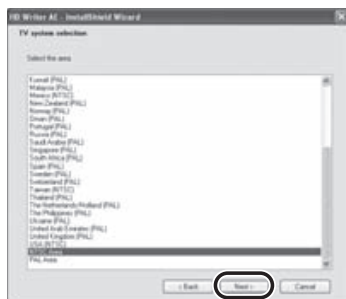 HD Writer AE - InstallShield Wizard
TV system selection
Select the area
Kuwait (PAL)
Malaysia (PAL)
Mexico (NTSC)
New Zealand (PAL)
Norway (PAL)
Oman (PAL)
Portugal (PAL)
Russia (PAL)
Saudi Arabia (PAL)
Singapore (PAL)
South Africa (PAL)
Spain (PAL)
Sweden (PAL)
Switzerland (PAL)
Taiwan (NTSC)
Thailand (PAL)
The Netherlands/Holland (PAL)
The Philippines (PAL)
Ukraine (PAL)
United Arab Emirates (PAL)
United Kingdom (PAL)
USA (NTSC)
NTSC Area
PAL Area
< Back
Next >
Cancel